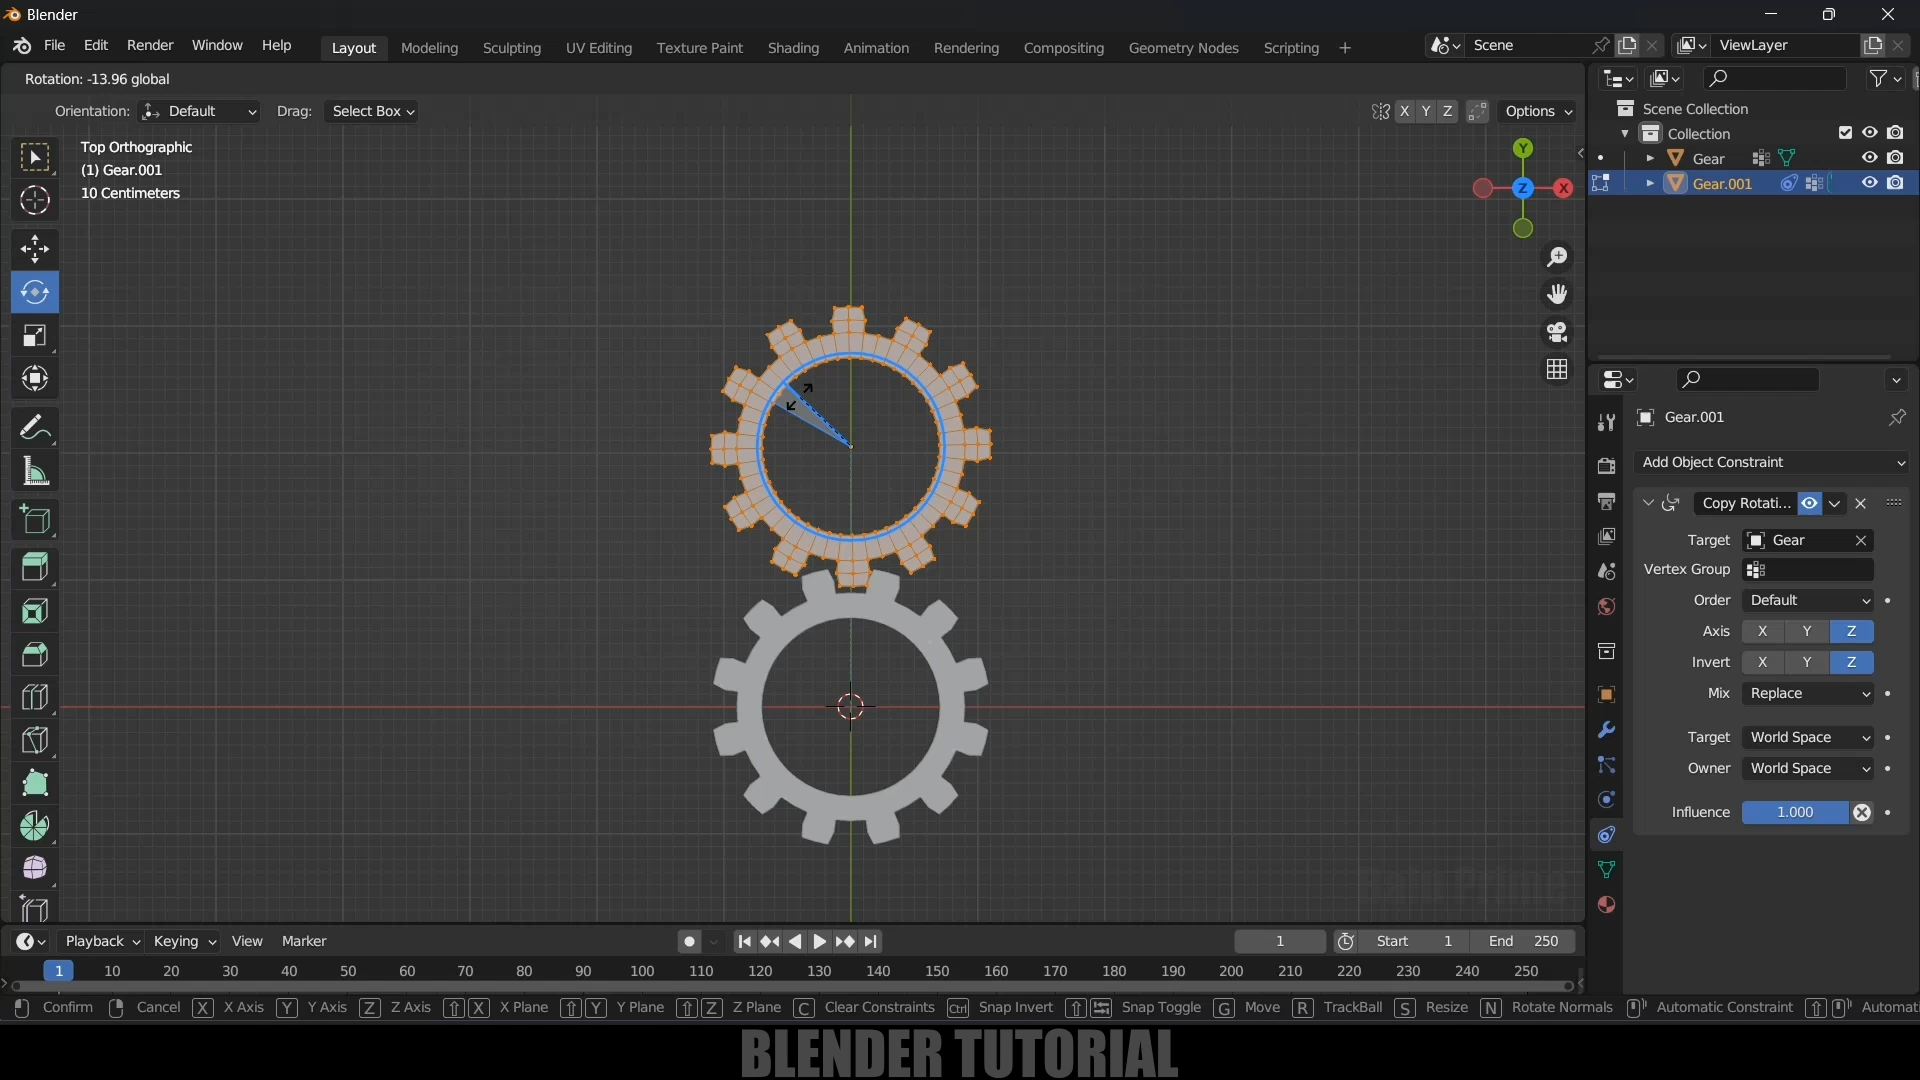 Blender
File Edit Render Window Help Layout Modeling Sculpting UV Editing Texture Paint Shading Animation Rendering Compositing Geometry Nodes Scripting + Scene ViewLayer
Rotation: -13.96 global
Orientation: Default Drag: Select Box X Y Z Options
Top Orthographic
(1) Gear.001
10 Centimeters
Y
Z X
Scene Collection
Collection
Gear
Gear.001
Gear.001
Add Object Constraint
Copy Rotati...
Target Gear
Vertex Group
Order Default
Axis X Y Z
Invert X Y Z
Mix Replace
Target World Space
Owner World Space
Influence 1.000
Playback Keying View Marker 1 Start 1 End 250
1 10 20 30 40 50 60 70 80 90 100 110 120 130 140 150 160 170 180 190 200 210 220 230 240 250
Confirm Cancel X X Axis Y Y Axis Z Z Axis X X Plane Y Y Plane Z Z Plane C Clear Constraints Ctrl Snap Invert Snap Toggle G Move R TrackBall S Resize N Rotate Normals Automatic Constraint Automat
BLENDER TUTORIAL